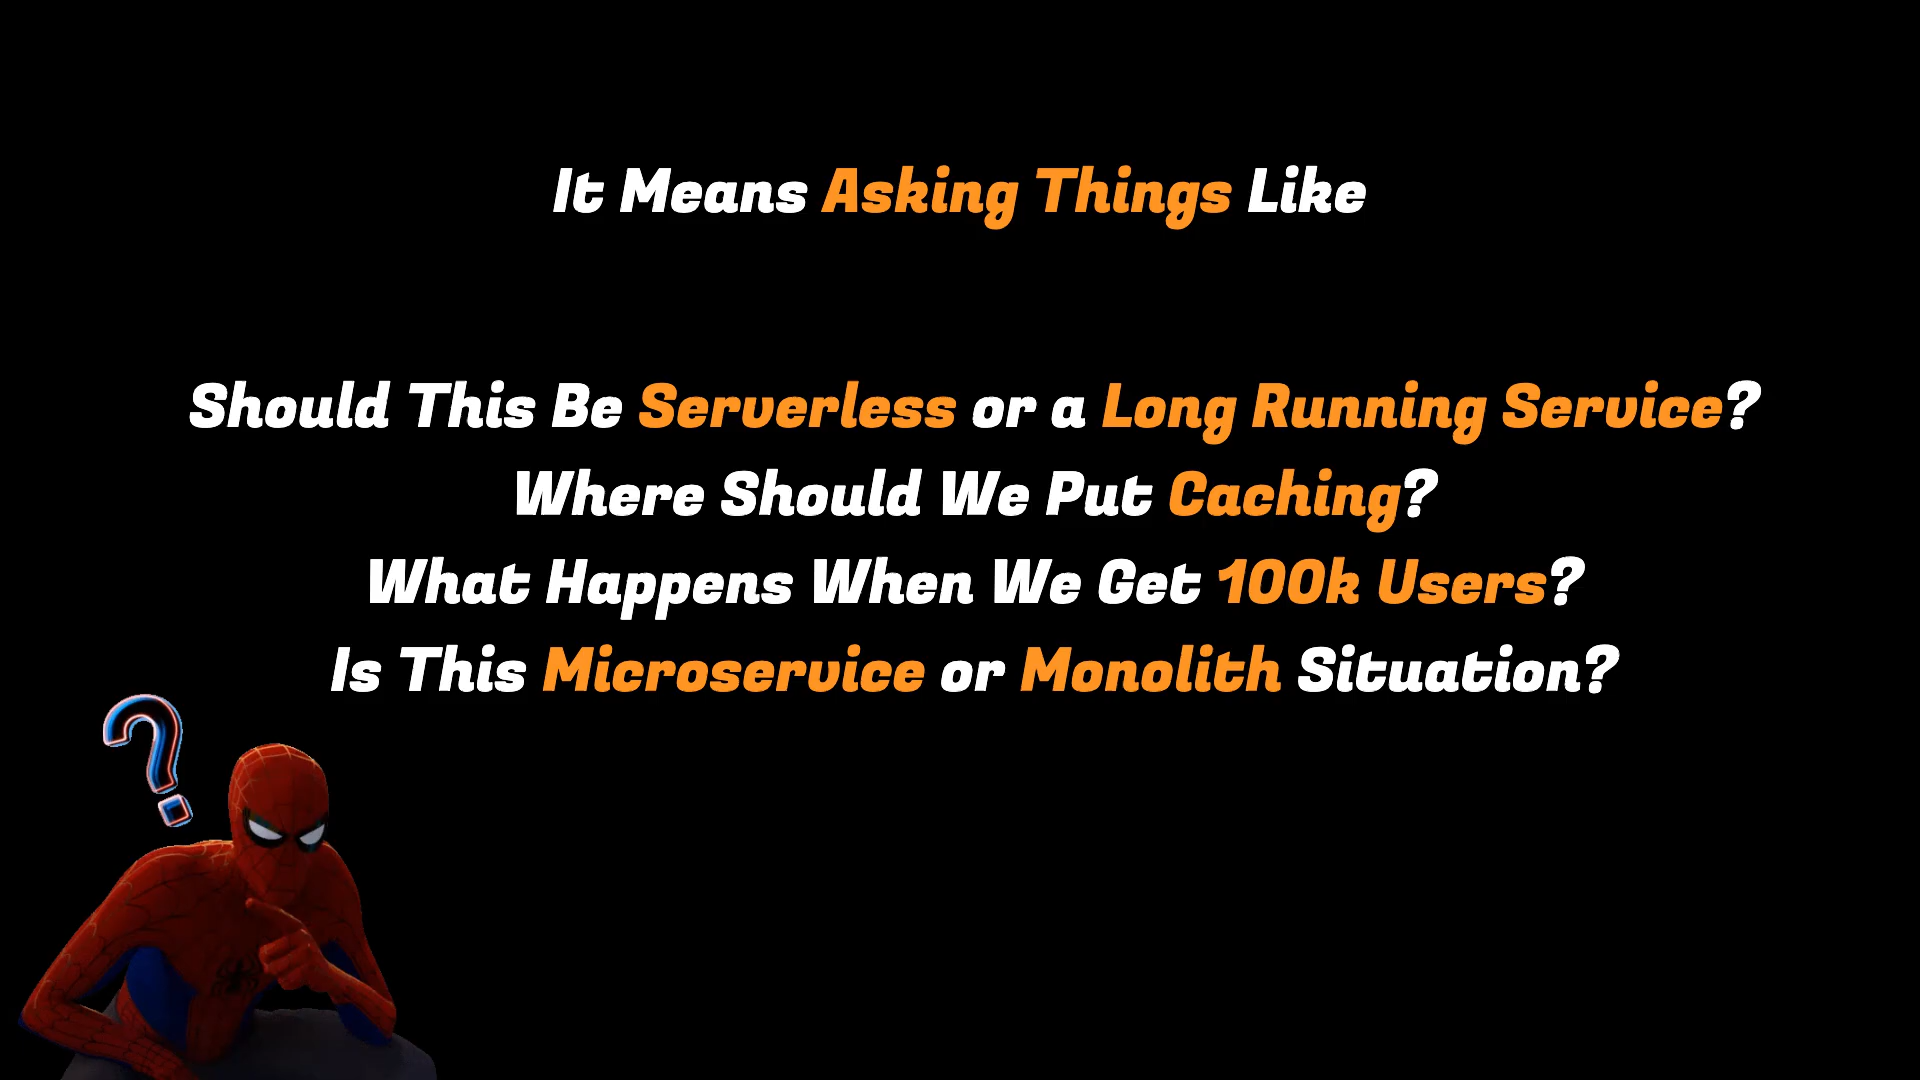 It Means Asking Things Like
Should This Be Serverless or a Long Running Service?
Where Should We Put Caching?
What Happens When We Get 100k Users?
Is This Microservice or Monolith Situation?